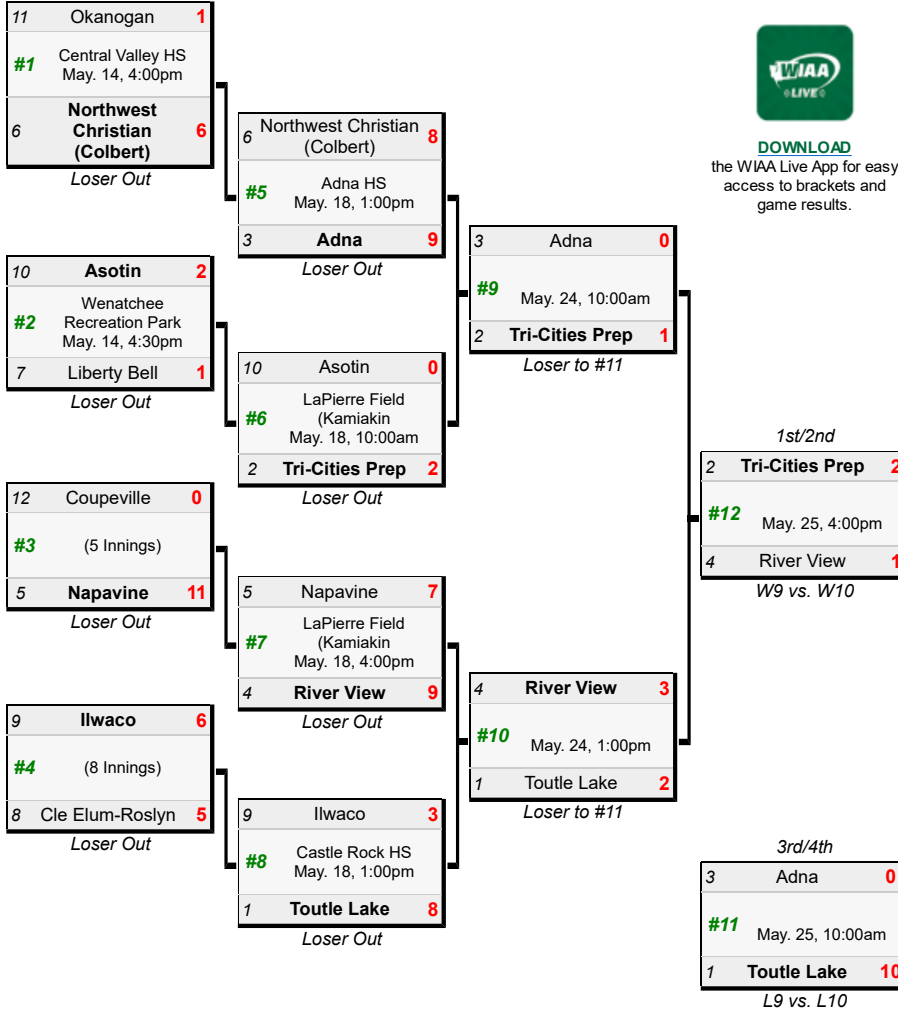 11 Okanogan 1
#1 Central Valley HS
May. 14, 4:00pm
6 Northwest
Christian
(Colbert) 6
Loser Out
10 Asotin 2
#2 Wenatchee
Recreation Park
May. 14, 4:30pm
7 Liberty Bell 1
Loser Out
12 Coupeville 0
#3 (5 Innings)
5 Napavine 11
Loser Out
9 Ilwaco 6
#4 (8 Innings)
8 Cle Elum-Roslyn 5
Loser Out
6 Northwest Christian
(Colbert) 8
#5 Adna HS
May. 18, 1:00pm
3 Adna 9
Loser Out
10 Asotin 0
#6 LaPierre Field
(Kamiakin
May. 18, 10:00am
2 Tri-Cities Prep 2
Loser Out
5 Napavine 7
#7 LaPierre Field
(Kamiakin
May. 18, 4:00pm
4 River View 9
Loser Out
9 Ilwaco 3
#8 Castle Rock HS
May. 18, 1:00pm
1 Toutle Lake 8
Loser Out
3 Adna 0
#9 May. 24, 10:00am
2 Tri-Cities Prep 1
Loser to #11
4 River View 3
#10 May. 24, 1:00pm
1 Toutle Lake 2
Loser to #11
WIAA
LIVE
DOWNLOAD
the WIAA Live App for easy
access to brackets and
game results.
1st/2nd
2 Tri-Cities Prep 2
#12 May. 25, 4:00pm
4 River View 1
W9 vs. W10
3rd/4th
3 Adna 0
#11 May. 25, 10:00am
1 Toutle Lake 10
L9 vs. L10